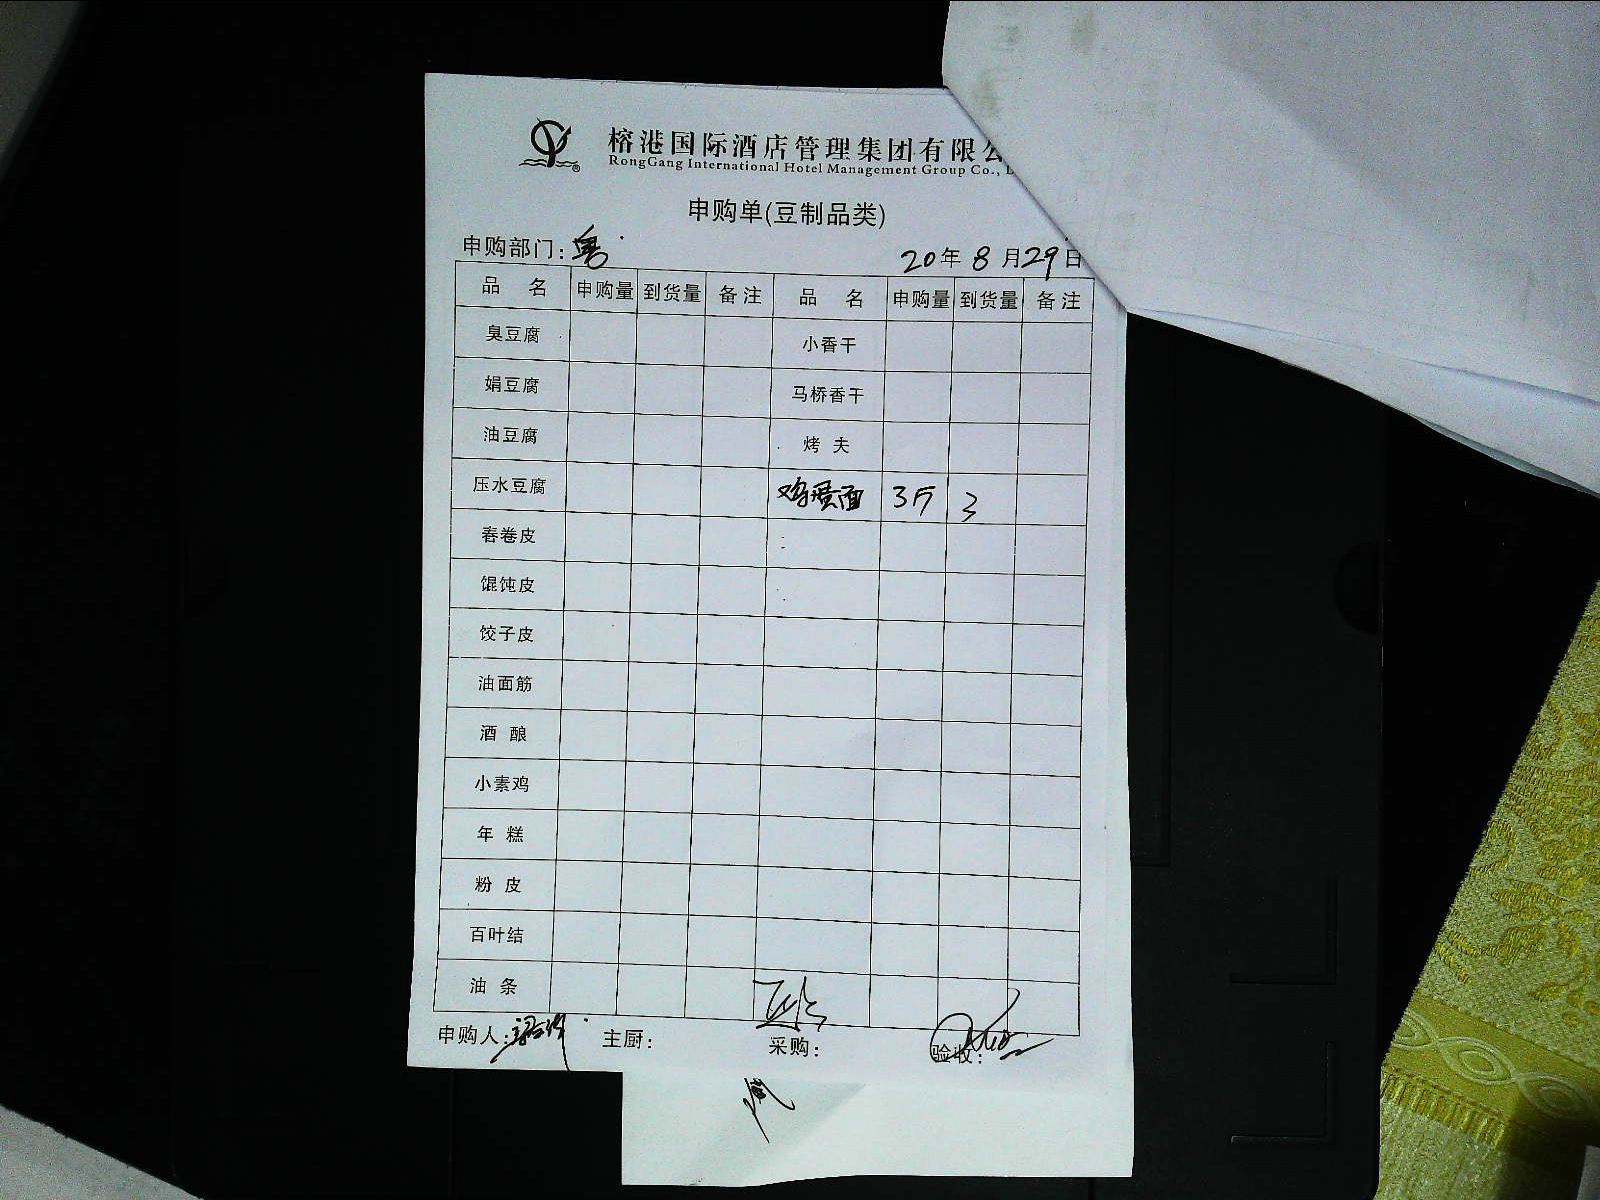 榕港国际酒店管理集团有限公
RongGang International Hotel Management Group Co.,
申购单(豆制品类)
申购部门: 粤 20年8月29日
品 名 申购量 到货量 备注 品 名 申购量 到货量 备注
臭豆腐 小香干
娟豆腐 马桥香干
油豆腐 烤 夫
压水豆腐 鸡蛋面 3斤 3
春卷皮
馄饨皮
饺子皮
油面筋
酒 酿
小素鸡
年 糕
粉 皮
百叶结
油 条
申购人: 主厨: 采购: 验收: